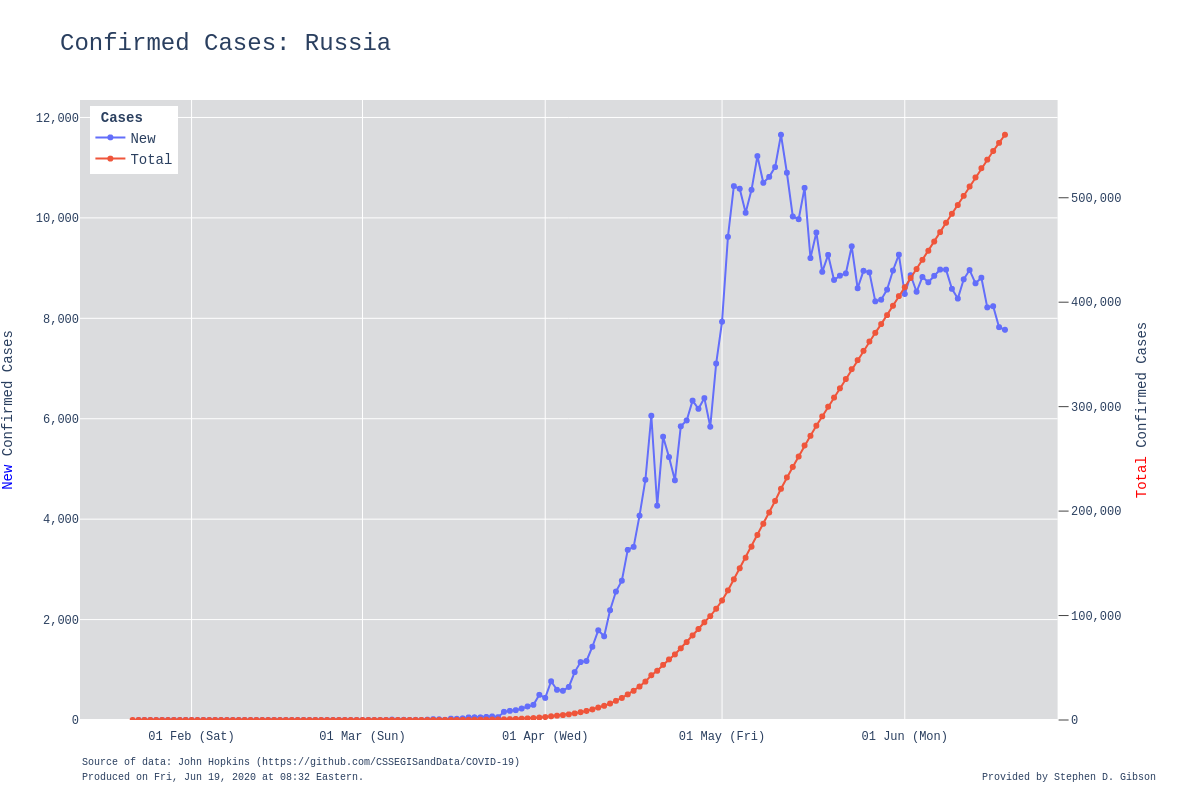 Confirmed Cases: Russia
Cases
New
Total
12,000
10,000
8,000
6,000
4,000
2,000
0
New Confirmed Cases
500,000
400,000
300,000
200,000
100,000
0
Total Confirmed Cases
01 Feb (Sat) 01 Mar (Sun) 01 Apr (Wed) 01 May (Fri) 01 Jun (Mon)
Source of data: John Hopkins (https://github.com/CSSEGISandData/COVID-19)
Produced on Fri, Jun 19, 2020 at 08:32 Eastern.
Provided by Stephen D. Gibson